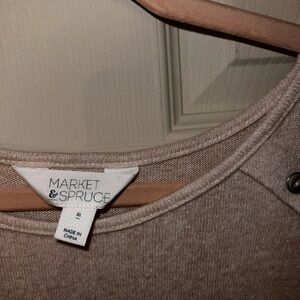 MARKET
&SPRUCE
XL
MADE IN
CHINA